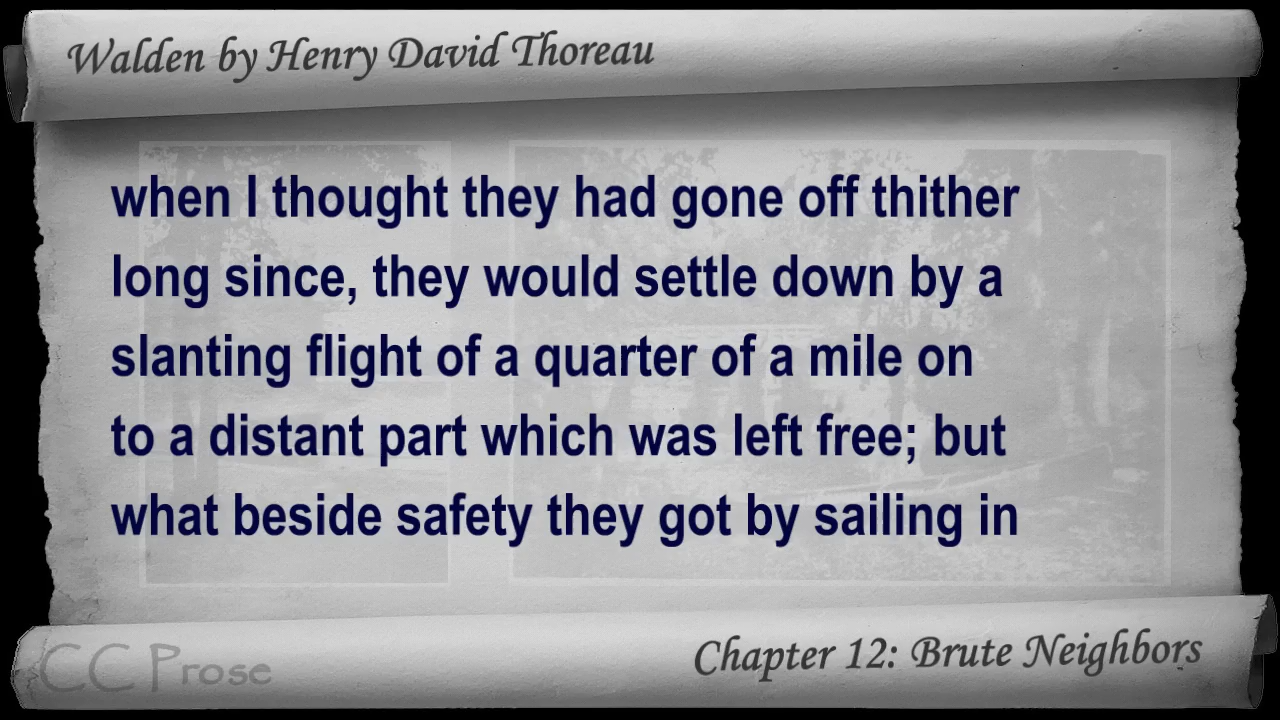 Walden by Henry David Thoreau
when I thought they had gone off thither
long since, they would settle down by a
slanting flight of a quarter of a mile on
to a distant part which was left free; but
what beside safety they got by sailing in
CC Prose
Chapter 12: Brute Neighbors